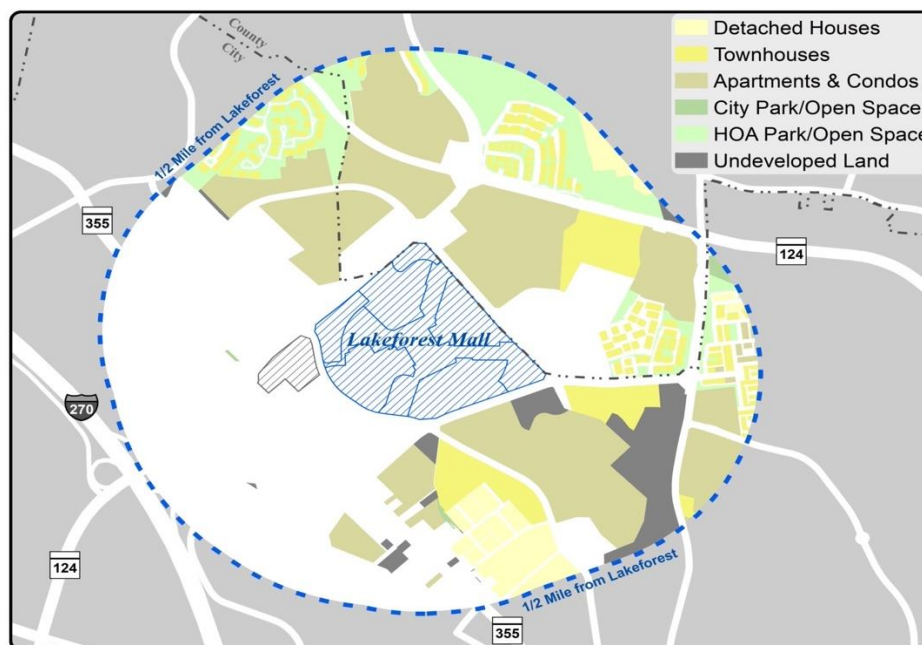 Detached Houses
Townhouses
Apartments & Condos
City Park/Open Space
HOA Park/Open Space
Undeveloped Land
County
City
1/2 Mile from Lakeforest
355
124
Lakeforest Mall
270
124
1/2 Mile from Lakeforest
355